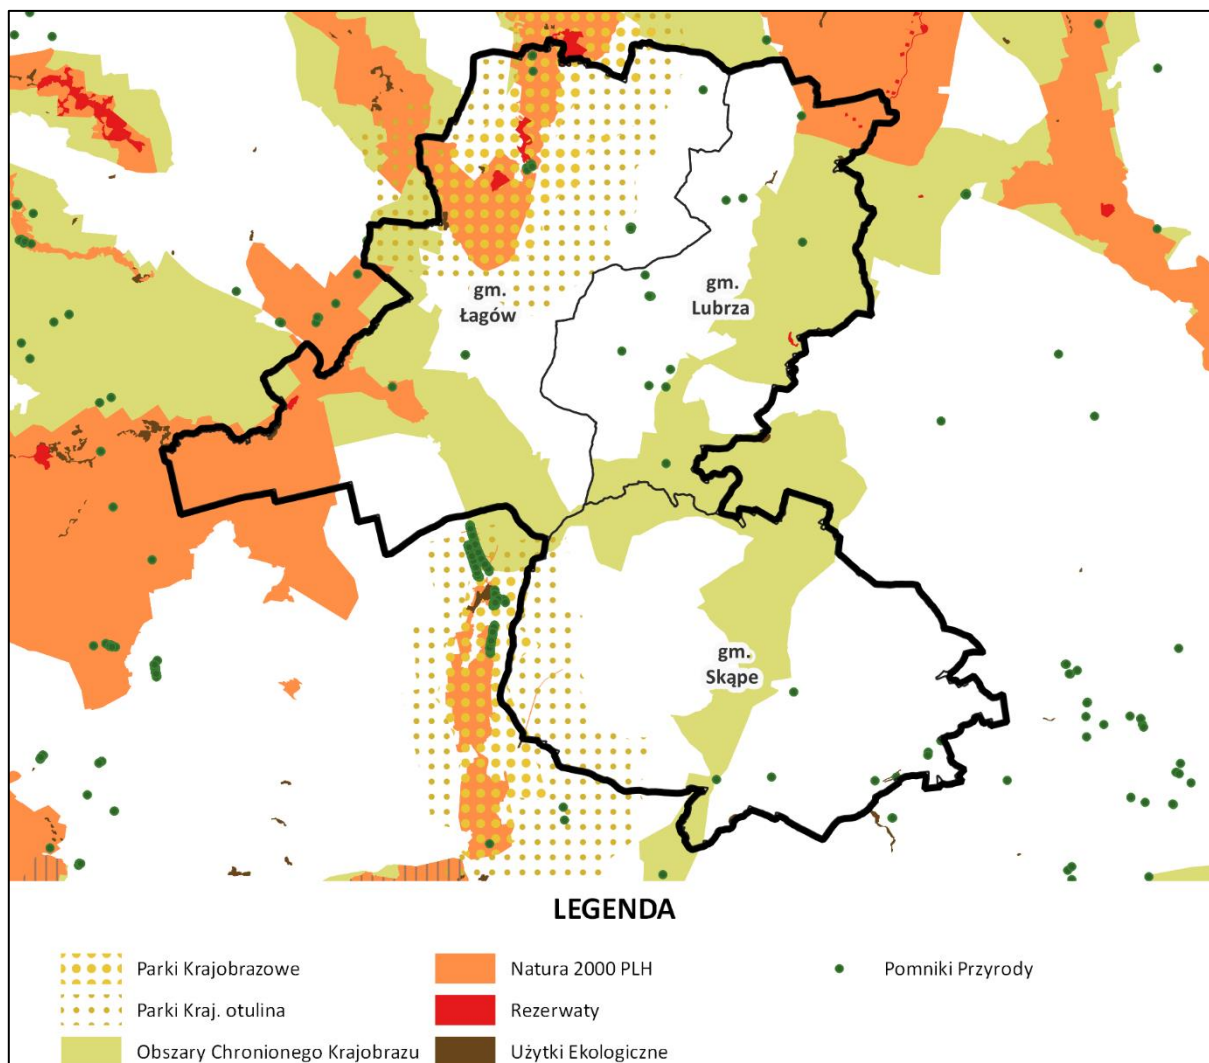 gm.
Łagów
gm.
Lubrza
gm.
Skąpe
LEGENDA
Parki Krajobrazowe
Natura 2000 PLH
Pomniki Przyrody
Parki Kraj. otulina
Rezerwaty
Obszary Chronionego Krajobrazu
Użytki Ekologiczne